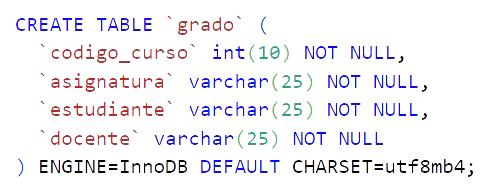 CREATE TABLE `grado` (
  `codigo_curso` int(10) NOT NULL,
  `asignatura` varchar(25) NOT NULL,
  `estudiante` varchar(25) NOT NULL,
  `docente` varchar(25) NOT NULL
) ENGINE=InnoDB DEFAULT CHARSET=utf8mb4;